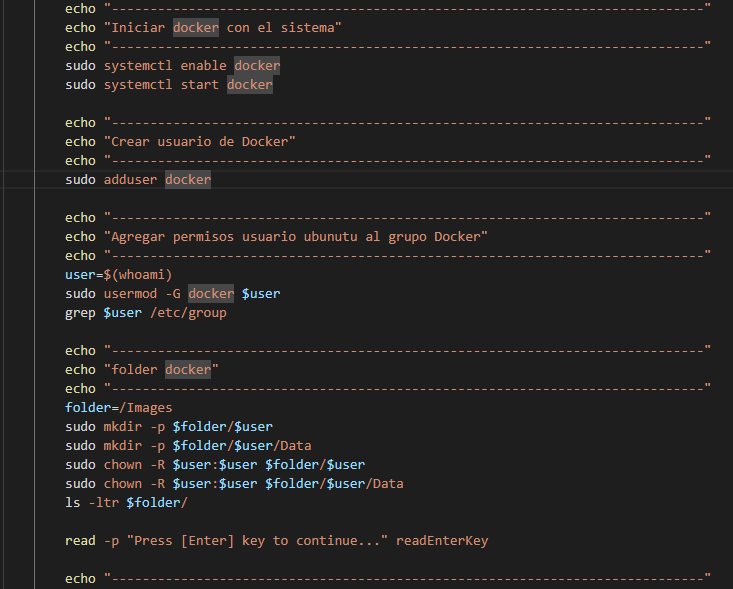 echo "-----------------------------------------------------------------------------"
echo "Iniciar docker con el sistema"
echo "-----------------------------------------------------------------------------"
sudo systemctl enable docker
sudo systemctl start docker
echo "-----------------------------------------------------------------------------"
echo "Crear usuario de Docker"
echo "-----------------------------------------------------------------------------"
sudo adduser docker
echo "-----------------------------------------------------------------------------"
echo "Agregar permisos usuario ubunutu al grupo Docker"
echo "-----------------------------------------------------------------------------"
user=$(whoami)
sudo usermod -G docker $user
grep $user /etc/group
echo "-----------------------------------------------------------------------------"
echo "folder docker"
echo "-----------------------------------------------------------------------------"
folder=/Images
sudo mkdir -p $folder/$user
sudo mkdir -p $folder/$user/Data
sudo chown -R $user:$user $folder/$user
sudo chown -R $user:$user $folder/$user/Data
ls -ltr $folder/
read -p "Press [Enter] key to continue..." readEnterKey
echo "-----------------------------------------------------------------------------"